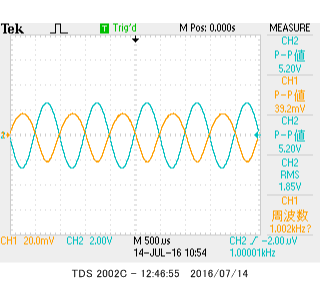 Tek T Trig'd M Pos: 0.000s MEASURE
CH2
P-P値
5.20V
CH1
P-P値
39.2mV
CH2
P-P値
5.20V
CH2
RMS
1.85V
CH1
周波数
1.002kHz?
2
CH1 20.0mV CH2 2.00V M 500µs CH2 -2.00V
14-JUL-16 10:54 1.00001kHz
TDS 2002C - 12:46:55 2016/07/14